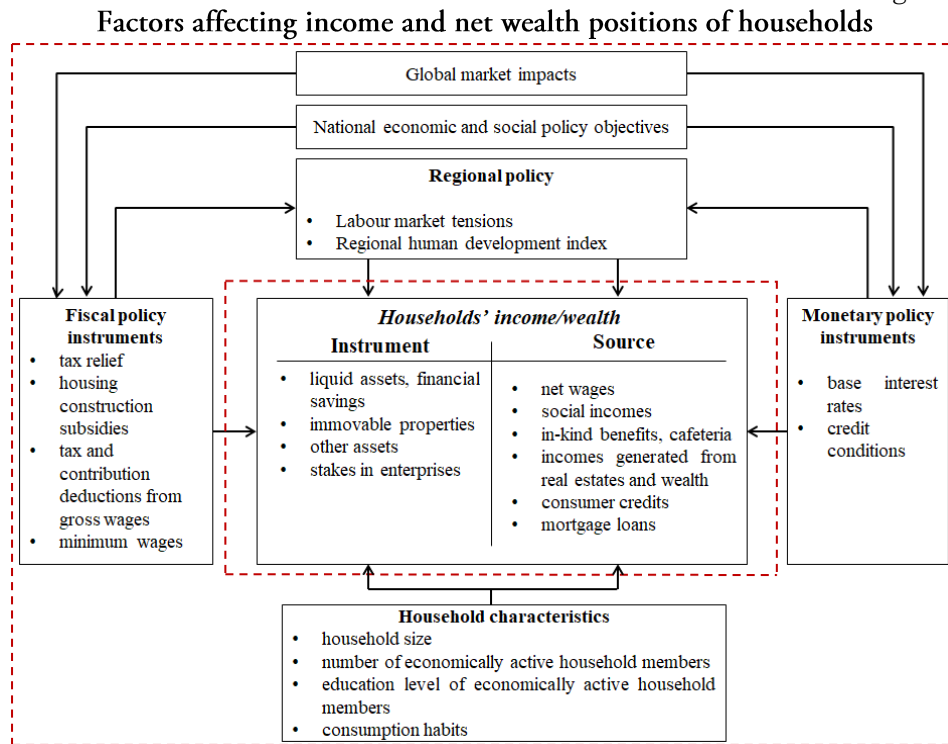 Factors affecting income and net wealth positions of households
Global market impacts
National economic and social policy objectives
Regional policy
• Labour market tensions
• Regional human development index
Fiscal policy
instruments
• tax relief
• housing
construction
subsidies
• tax and
contribution
deductions from
gross wages
• minimum wages
Households' income/wealth
Instrument
• liquid assets, financial
savings
• immovable properties
• other assets
• stakes in enterprises
Source
• net wages
• social incomes
• in-kind benefits, cafeteria
• incomes generated from
real estates and wealth
• consumer credits
• mortgage loans
Monetary policy
instruments
• base interest
rates
• credit
conditions
Household characteristics
• household size
• number of economically active household members
• education level of economically active household
members
• consumption habits